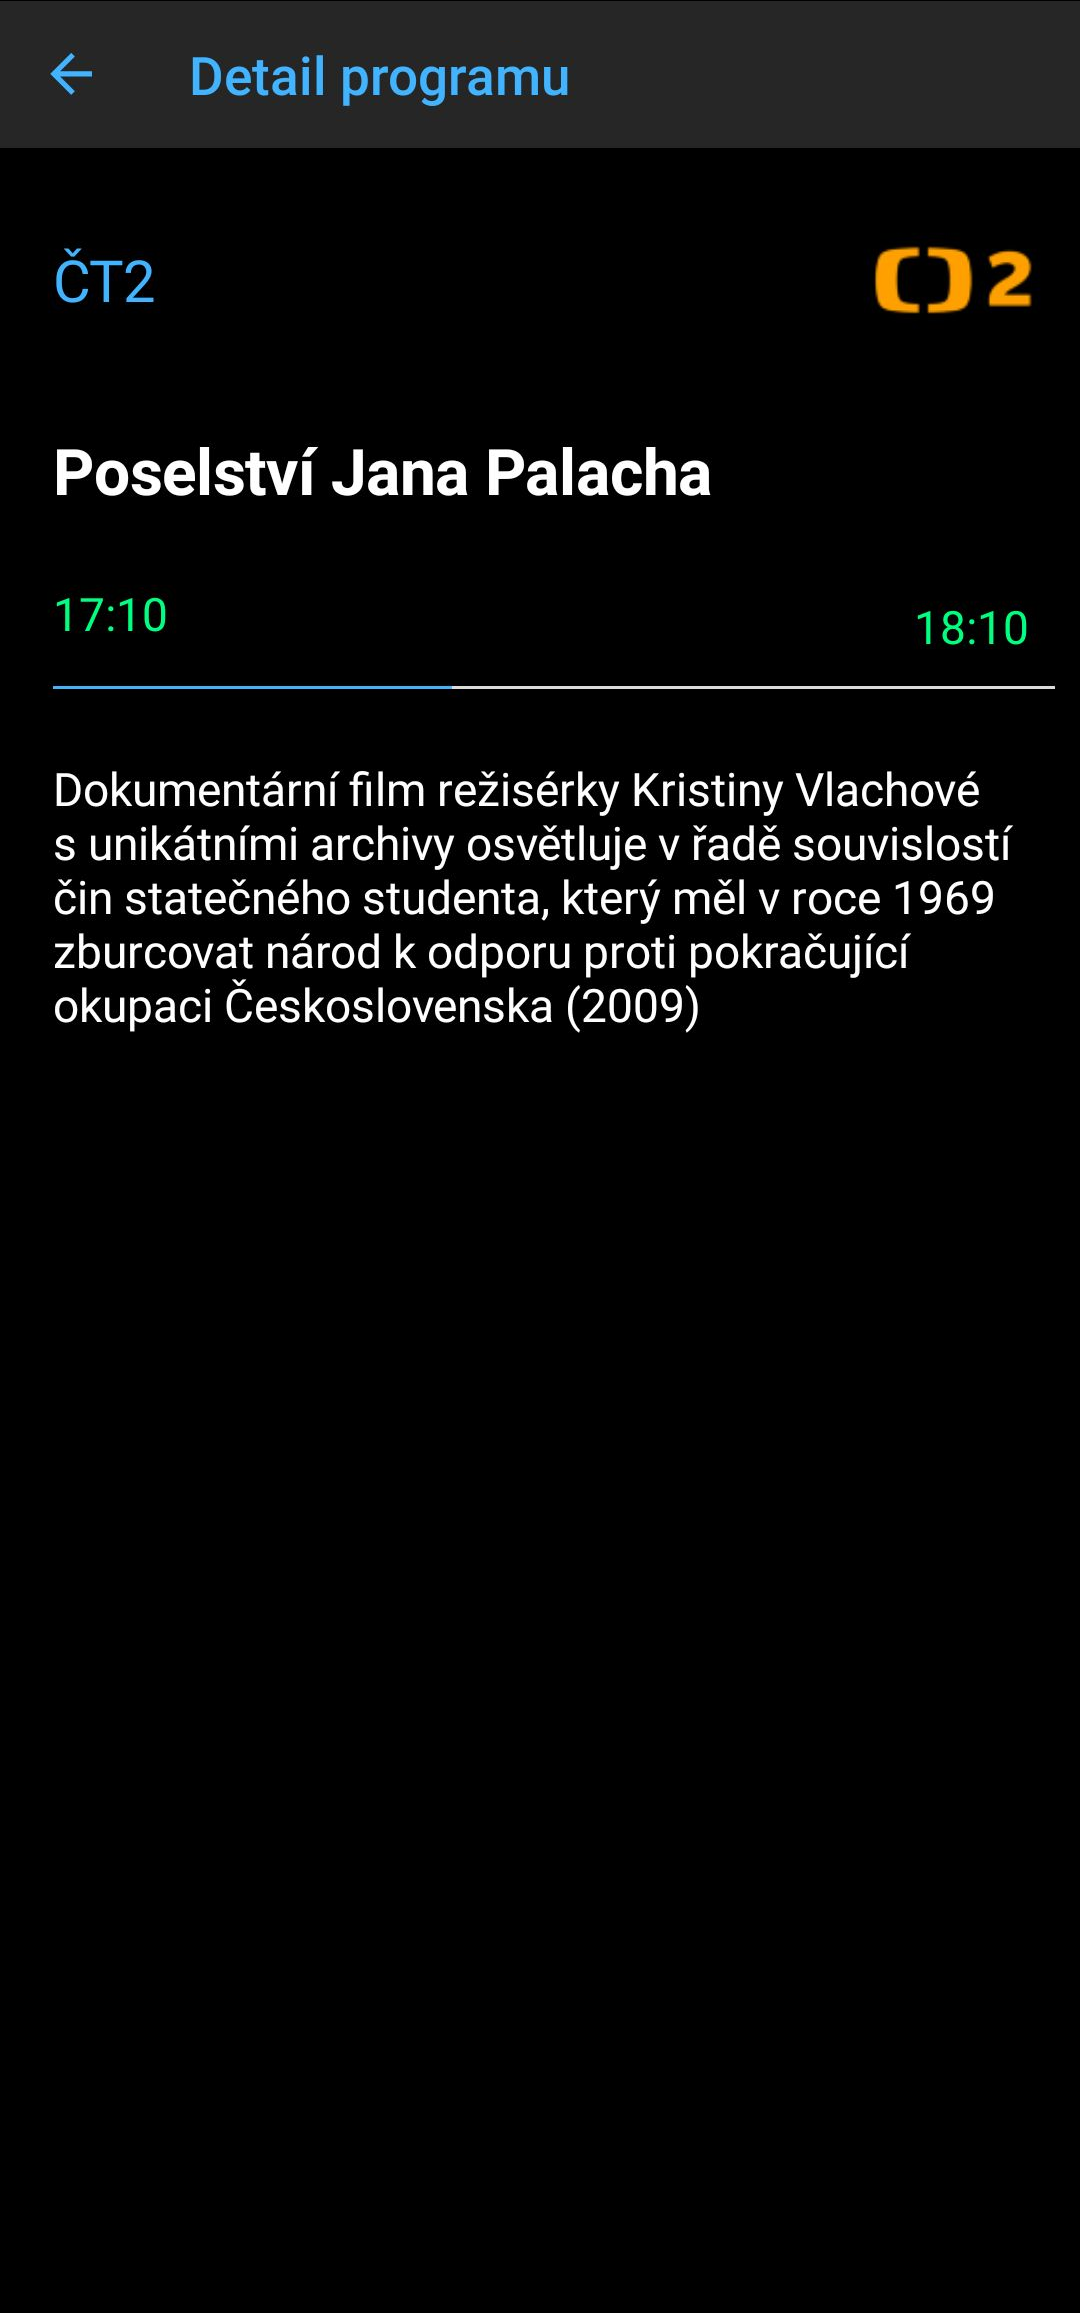 Detail programu
ČT2
2
Poselství Jana Palacha
17:10
18:10
Dokumentární film režisérky Kristiny Vlachové
s unikátními archivy osvětluje v řadě souvislostí
čin statečného studenta, který měl v roce 1969
zburcovat národ k odporu proti pokračující
okupaci Československa (2009)